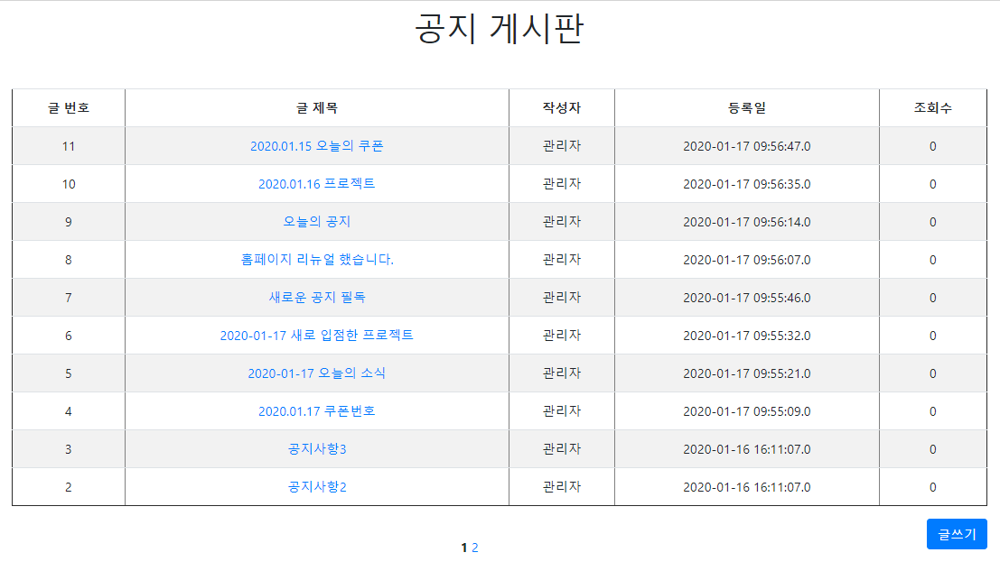 공지 게시판
글 번호 글 제목 작성자 등록일 조회수
11 2020.01.15 오늘의 쿠폰 관리자 2020-01-17 09:56:47.0 0
10 2020.01.16 프로젝트 관리자 2020-01-17 09:56:35.0 0
9 오늘의 공지 관리자 2020-01-17 09:56:14.0 0
8 홈페이지 리뉴얼 했습니다. 관리자 2020-01-17 09:56:07.0 0
7 새로운 공지 필독 관리자 2020-01-17 09:55:46.0 0
6 2020-01-17 새로 입점한 프로젝트 관리자 2020-01-17 09:55:32.0 0
5 2020-01-17 오늘의 소식 관리자 2020-01-17 09:55:21.0 0
4 2020.01.17 쿠폰번호 관리자 2020-01-17 09:55:09.0 0
3 공지사항3 관리자 2020-01-16 16:11:07.0 0
2 공지사항2 관리자 2020-01-16 16:11:07.0 0
글쓰기
1 2